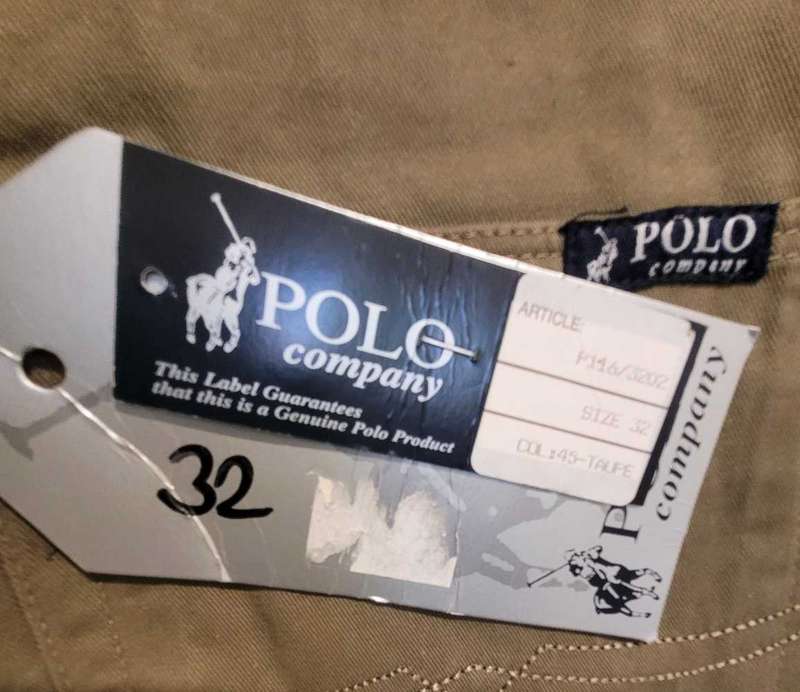 POLO
company
POLO
company
This Label Guarantees
that this is a Genuine Polo Product
ARTICLE
P116/3202
SIZE 32
COL:45-TAUPE
32
company